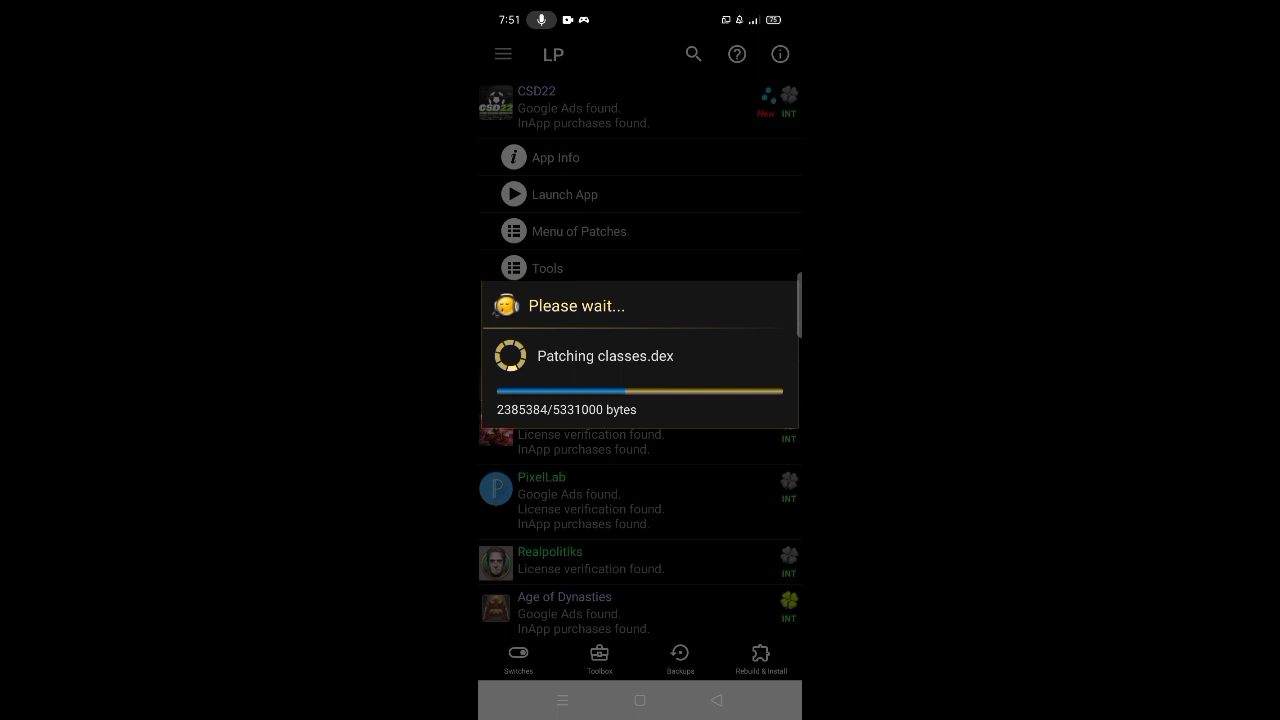 7:51
75
LP
CSD22
Google Ads found.
InApp purchases found.
New INT
App Info
Launch App
Menu of Patches
Tools
Please wait...
Patching classes.dex
2385384/5331000 bytes
License verification found.
InApp purchases found.
INT
PixelLab
Google Ads found.
License verification found.
InApp purchases found.
INT
Realpolitiks
License verification found.
INT
Age of Dynasties
Google Ads found.
InApp purchases found.
INT
Switches
Toolbox
Backups
Rebuild & Install